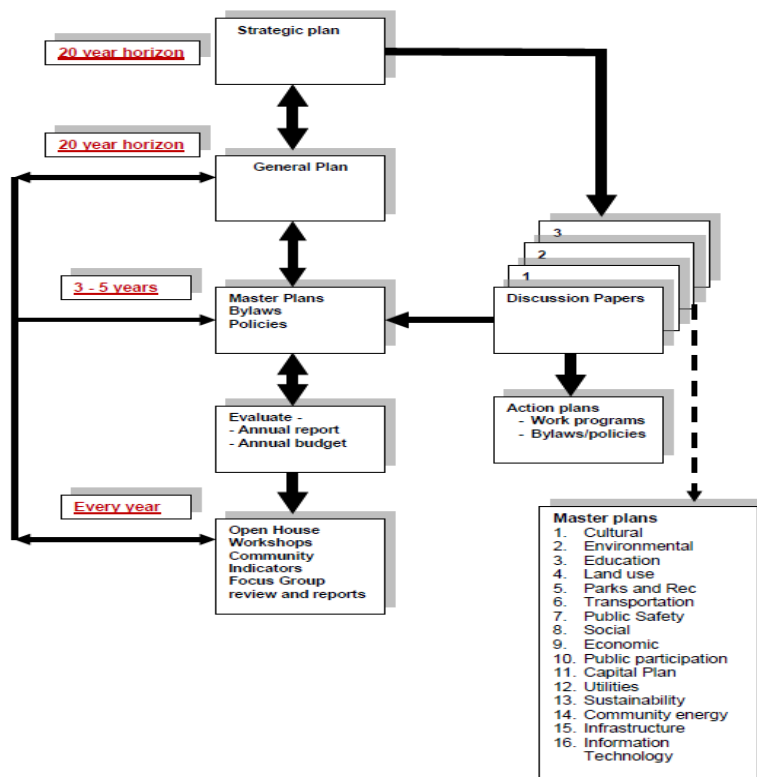 Strategic plan
20 year horizon
20 year horizon
General Plan
3
2
1
3 - 5 years
Master Plans
Bylaws
Policies
Discussion Papers
Evaluate -
- Annual report
- Annual budget
Action plans
- Work programs
- Bylaws/policies
Every year
Open House
Workshops
Community
Indicators
Focus Group
review and reports
Master plans
1. Cultural
2. Environmental
3. Education
4. Land use
5. Parks and Rec
6. Transportation
7. Public Safety
8. Social
9. Economic
10. Public participation
11. Capital Plan
12. Utilities
13. Sustainability
14. Community energy
15. Infrastructure
16. Information
Technology